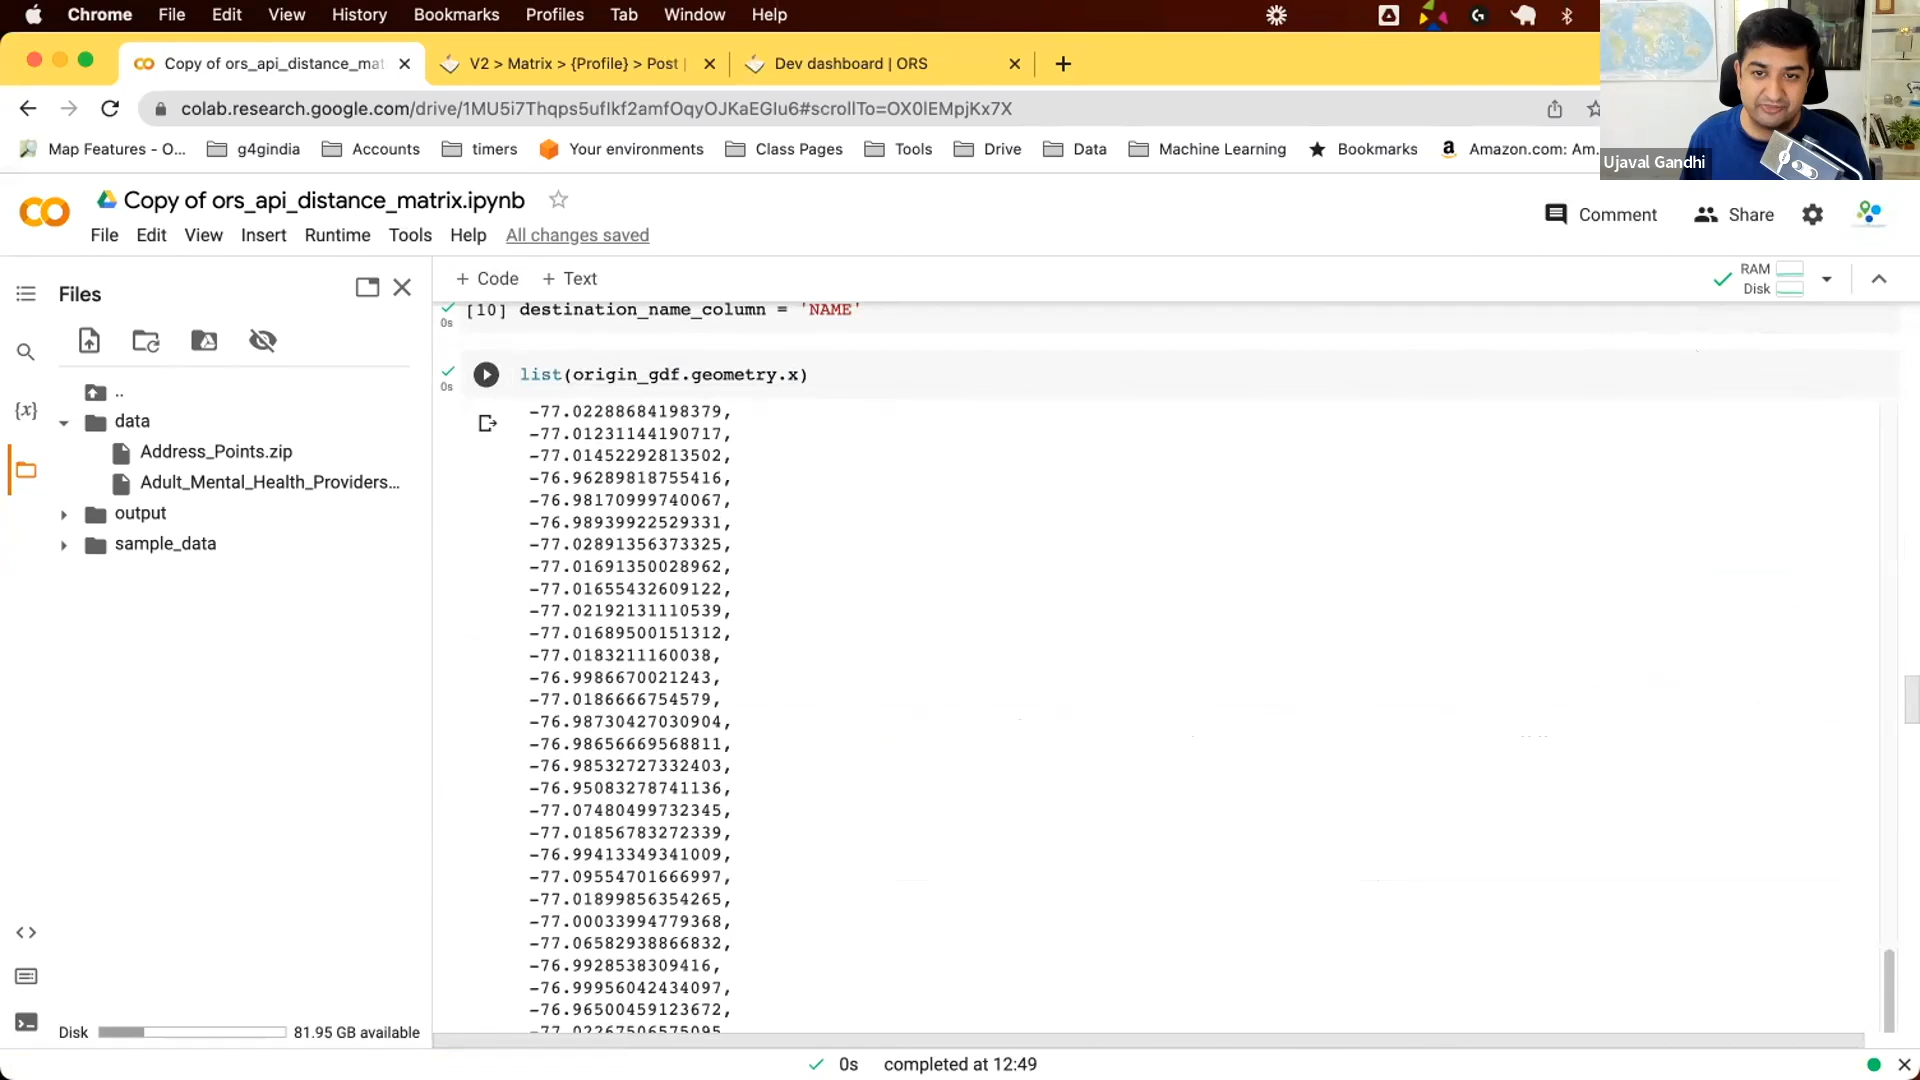 Chrome File Edit View History Bookmarks Profiles Tab Window Help
Copy of ors_api_distance_mat
V2 > Matrix > {Profile} > Post |
Dev dashboard | ORS
colab.research.google.com/drive/1MU5i7Thqps5uflkf2amfOqyOJKaEGIu6#scrollTo=OX0lEMpjKx7X
Map Features - O... g4gindia Accounts timers Your environments Class Pages Tools Drive Data Machine Learning Bookmarks Amazon.com: Am.
Ujaval Gandhi
Copy of ors_api_distance_matrix.ipynb
Comment Share
File Edit View Insert Runtime Tools Help All changes saved
Files
+ Code + Text
RAM
Disk
..
data
Address_Points.zip
Adult_Mental_Health_Providers...
output
sample_data
Disk 81.95 GB available
0s [10] destination_name_column = 'NAME'
0s list(origin_gdf.geometry.x)
-77.02288684198379,
-77.01231144190717,
-77.01452292813502,
-76.96289818755416,
-76.98170999740067,
-76.98939922529331,
-77.02891356373325,
-77.01691350028962,
-77.01655432609122,
-77.02192131110539,
-77.01689500151312,
-77.0183211160038,
-76.9986670021243,
-77.0186666754579,
-76.98730427030904,
-76.98656669568811,
-76.98532727332403,
-76.95083278741136,
-77.07480499732345,
-77.01856783272339,
-76.99413349341009,
-77.09554701666997,
-77.01899856354265,
-77.00033994779368,
-77.06582938866832,
-76.9928538309416,
-76.99956042434097,
-76.96500459123672,
-77.02267506575095
0s completed at 12:49